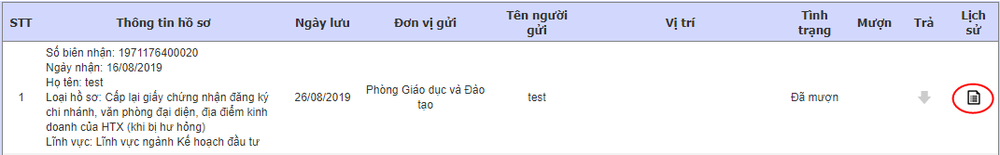 STT Thông tin hồ sơ Ngày lưu Đơn vị gửi Tên người gửi Vị trí Tình trạng Mượn Trả Lịch sử
Số biên nhận: 1971176400020
Ngày nhận: 16/08/2019
Họ tên: test
1 Loại hồ sơ: Cấp lại giấy chứng nhận đăng ký 26/08/2019 Phòng Giáo dục và Đào tạo test Đã mượn
chi nhánh, văn phòng đại diện, địa điểm kinh
doanh của HTX (khi bị hư hỏng)
Lĩnh vực: Lĩnh vực ngành Kế hoạch đầu tư